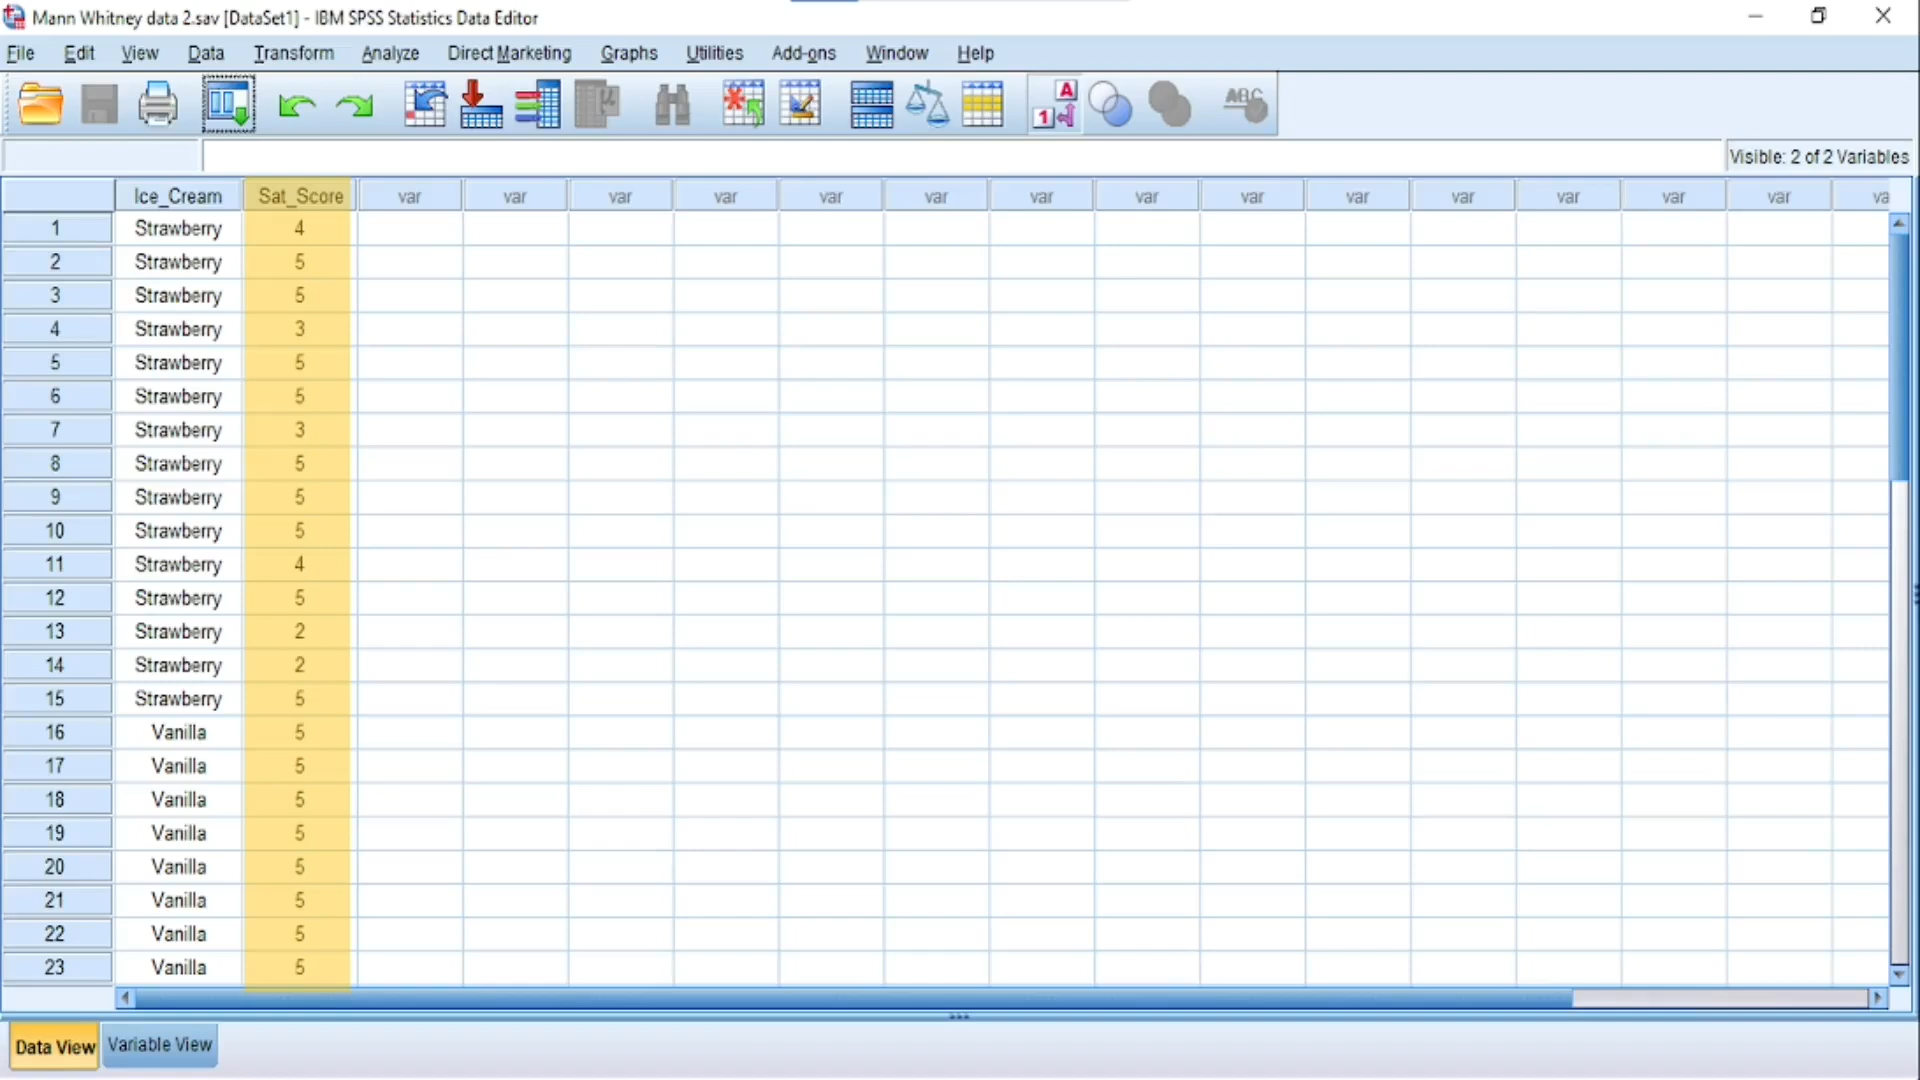 Mann Whitney data 2.sav [DataSet1] - IBM SPSS Statistics Data Editor
File Edit View Data Transform Analyze Direct Marketing Graphs Utilities Add-ons Window Help
A
1
ABC
Visible: 2 of 2 Variables
Ice_Cream Sat_Score var var var var var var var var var var var var var var va
1 Strawberry 4
2 Strawberry 5
3 Strawberry 5
4 Strawberry 3
5 Strawberry 5
6 Strawberry 5
7 Strawberry 3
8 Strawberry 5
9 Strawberry 5
10 Strawberry 5
11 Strawberry 4
12 Strawberry 5
13 Strawberry 2
14 Strawberry 2
15 Strawberry 5
16 Vanilla 5
17 Vanilla 5
18 Vanilla 5
19 Vanilla 5
20 Vanilla 5
21 Vanilla 5
22 Vanilla 5
23 Vanilla 5
Data View Variable View